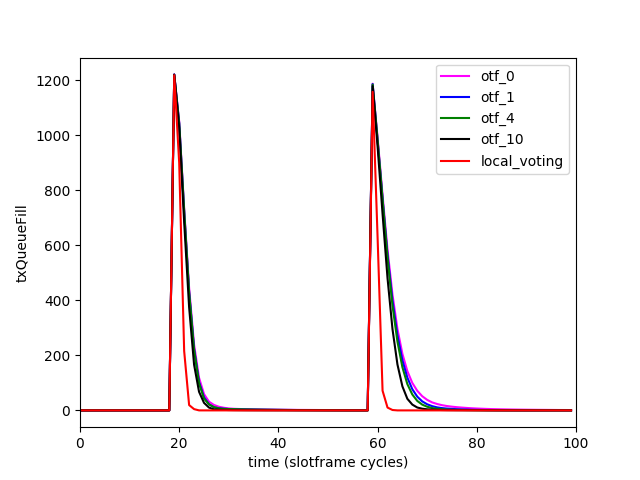 1200
1000
800
600
400
200
0
txQueueFill
0 20 40 60 80 100
time (slotframe cycles)
otf_0
otf_1
otf_4
otf_10
local_voting